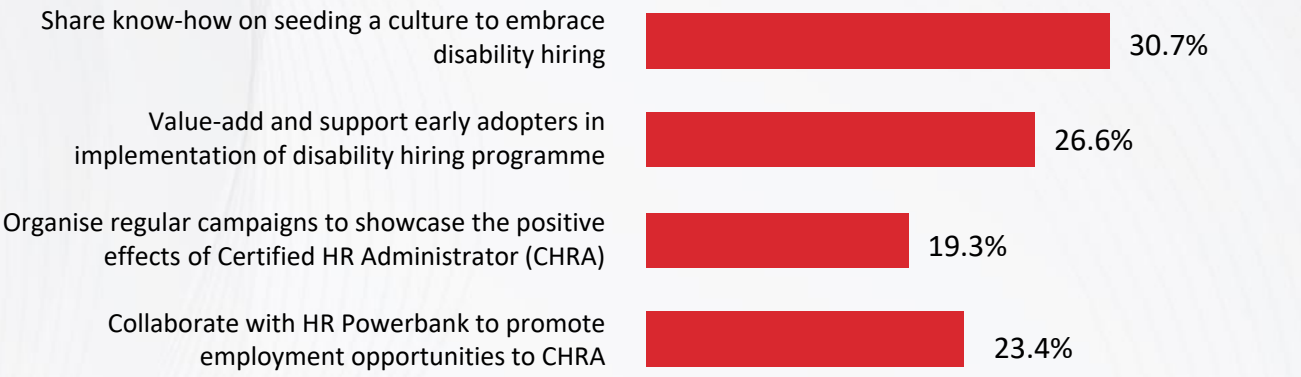 Share know-how on seeding a culture to embrace
disability hiring
30.7%
Value-add and support early adopters in
implementation of disability hiring programme
26.6%
Organise regular campaigns to showcase the positive
effects of Certified HR Administrator (CHRA)
19.3%
Collaborate with HR Powerbank to promote
employment opportunities to CHRA
23.4%